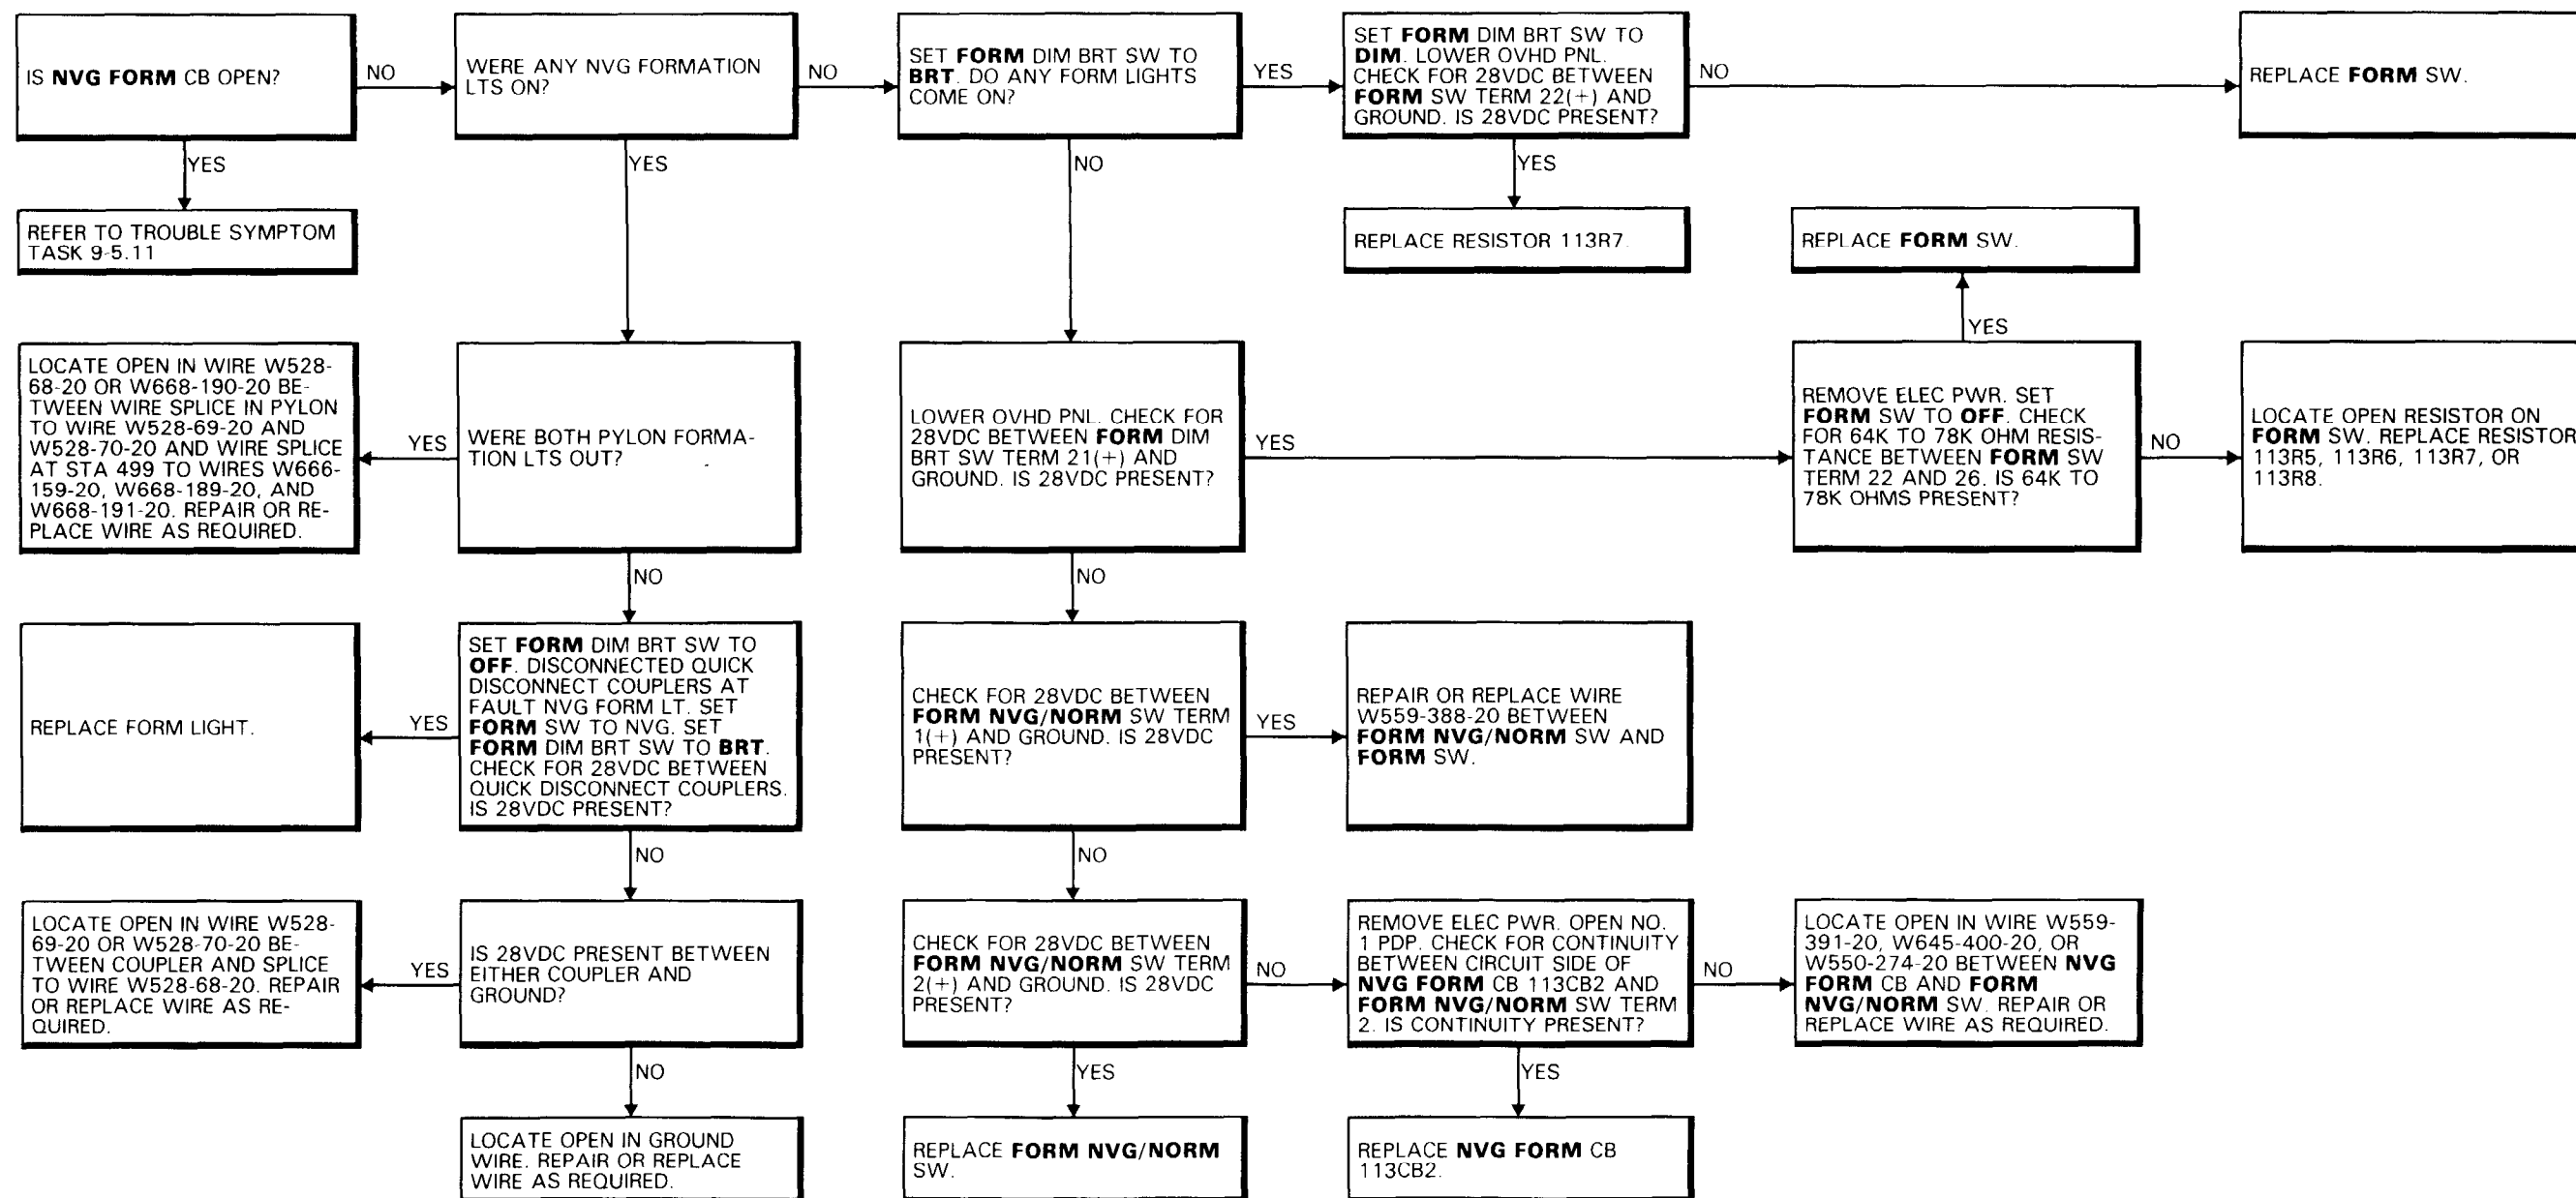 IS NVG FORM CB OPEN?
NO
WERE ANY NVG FORMATION
LTS ON?
NO
SET FORM DIM BRT SW TO
BRT. DO ANY FORM LIGHTS
COME ON?
YES
SET FORM DIM BRT SW TO
DIM. LOWER OVHD PNL.
CHECK FOR 28VDC BETWEEN
FORM SW TERM 22(+) AND
GROUND. IS 28VDC PRESENT?
NO
REPLACE FORM SW.
YES
YES
NO
YES
REFER TO TROUBLE SYMPTOM
TASK 9-5.11
REPLACE RESISTOR 113R7.
REPLACE FORM SW.
YES
LOCATE OPEN IN WIRE W528-
68-20 OR W668-190-20 BE-
TWEEN WIRE SPLICE IN PYLON
TO WIRE W528-69-20 AND
W528-70-20 AND WIRE SPLICE
AT STA 499 TO WIRES W666-
159-20, W668-189-20, AND
W668-191-20. REPAIR OR RE-
PLACE WIRE AS REQUIRED.
YES
WERE BOTH PYLON FORMA-
TION LTS OUT?
LOWER OVHD PNL. CHECK FOR
28VDC BETWEEN FORM DIM
BRT SW TERM 21(+) AND
GROUND. IS 28VDC PRESENT?
YES
REMOVE ELEC PWR. SET
FORM SW TO OFF. CHECK
FOR 64K TO 78K OHM RESIS-
TANCE BETWEEN FORM SW
TERM 22 AND 26. IS 64K TO
78K OHMS PRESENT?
NO
LOCATE OPEN RESISTOR ON
FORM SW. REPLACE RESISTOR
113R5, 113R6, 113R7, OR
113R8.
NO
NO
REPLACE FORM LIGHT.
YES
SET FORM DIM BRT SW TO
OFF. DISCONNECTED QUICK
DISCONNECT COUPLERS AT
FAULT NVG FORM LT. SET
FORM SW TO NVG. SET
FORM DIM BRT SW TO BRT.
CHECK FOR 28VDC BETWEEN
QUICK DISCONNECT COUPLERS.
IS 28VDC PRESENT?
CHECK FOR 28VDC BETWEEN
FORM NVG/NORM SW TERM
1(+) AND GROUND. IS 28VDC
PRESENT?
YES
REPAIR OR REPLACE WIRE
W559-388-20 BETWEEN
FORM NVG/NORM SW AND
FORM SW.
NO
NO
LOCATE OPEN IN WIRE W528-
69-20 OR W528-70-20 BE-
TWEEN COUPLER AND SPLICE
TO WIRE W528-68-20. REPAIR
OR REPLACE WIRE AS RE-
QUIRED.
YES
IS 28VDC PRESENT BETWEEN
EITHER COUPLER AND
GROUND?
CHECK FOR 28VDC BETWEEN
FORM NVG/NORM SW TERM
2(+) AND GROUND. IS 28VDC
PRESENT?
NO
REMOVE ELEC PWR. OPEN NO.
1 PDP. CHECK FOR CONTINUITY
BETWEEN CIRCUIT SIDE OF
NVG FORM CB 113CB2 AND
FORM NVG/NORM SW TERM
2. IS CONTINUITY PRESENT?
NO
LOCATE OPEN IN WIRE W559-
391-20, W645-400-20, OR
W550-274-20 BETWEEN NVG
FORM CB AND FORM
NVG/NORM SW. REPAIR OR
REPLACE WIRE AS REQUIRED.
NO
YES
YES
LOCATE OPEN IN GROUND
WIRE. REPAIR OR REPLACE
WIRE AS REQUIRED.
REPLACE FORM NVG/NORM
SW.
REPLACE NVG FORM CB
113CB2.